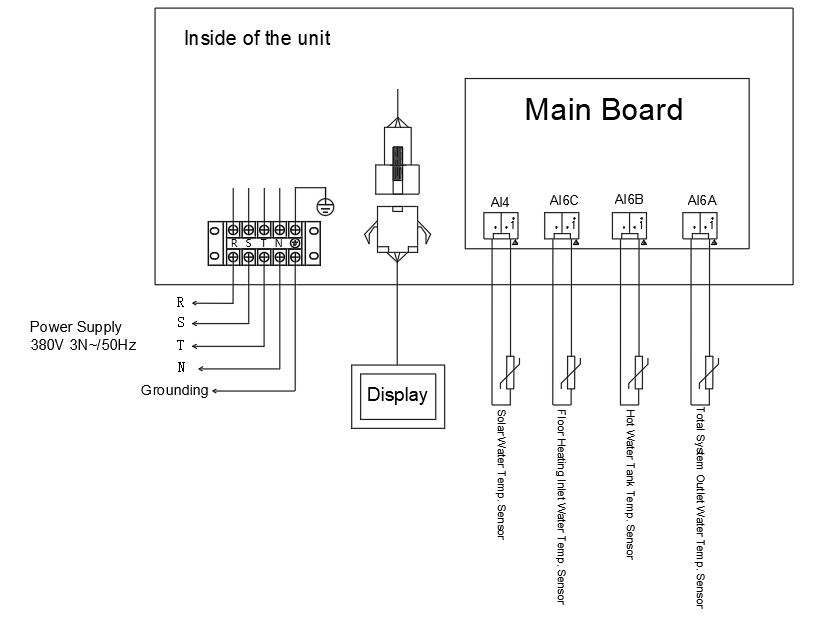 Inside of the unit
Main Board
AI4
AI6C
AI6B
AI6A
R S T N
R
S
T
N
Power Supply
380V 3N~/50Hz
Grounding
Display
Solar Water Temp. Sensor
Floor Heating Inlet Water Temp. Sensor
Hot Water Tank Temp. Sensor
Total System Outlet Water Temp. Sensor